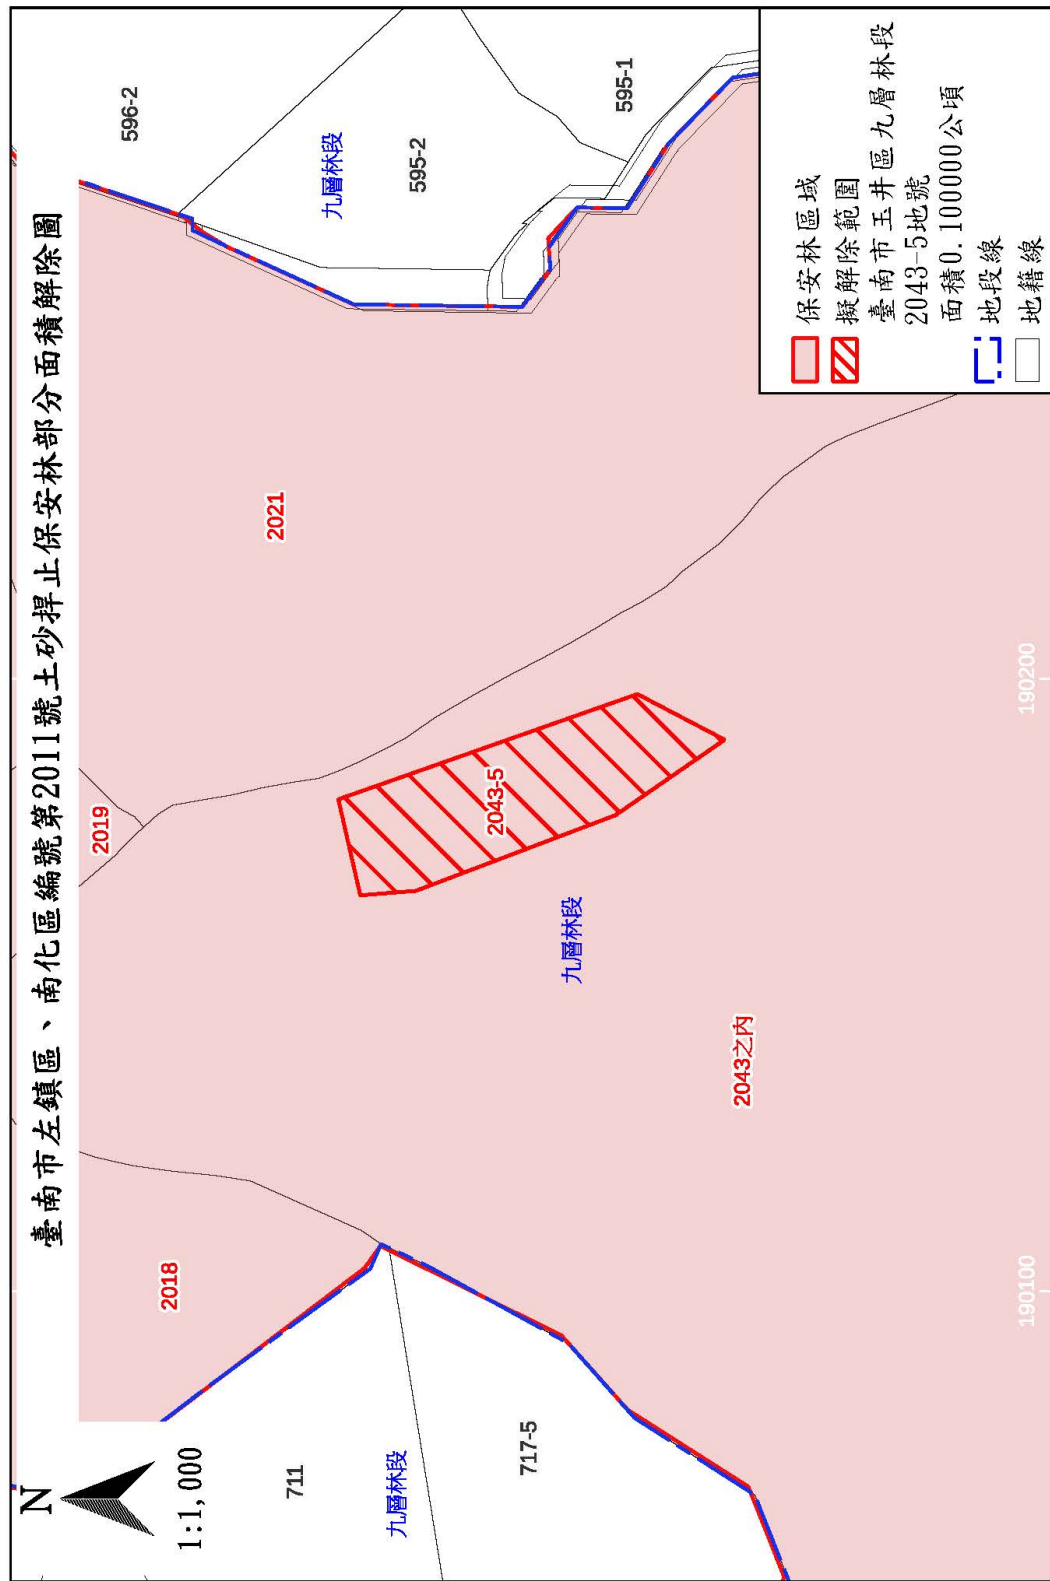 臺南市左鎮區、南化區編號第2011號土砂捍止保安林部分面積解除圖
N
1:1,000
2018
2019
2021
596-2
九層林段
595-2
595-1
711
九層林段
717-5
2043-5
九層林段
2043之內
190100
190200
保安林區域
擬解除範圍
臺南市玉井區九層林段
2043-5地號
面積0.100000公頃
地段線
地籍線